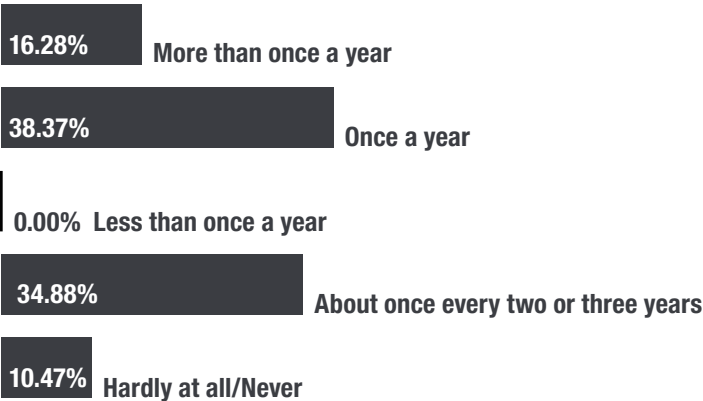 16.28% More than once a year
38.37% Once a year
0.00% Less than once a year
34.88% About once every two or three years
10.47% Hardly at all/Never